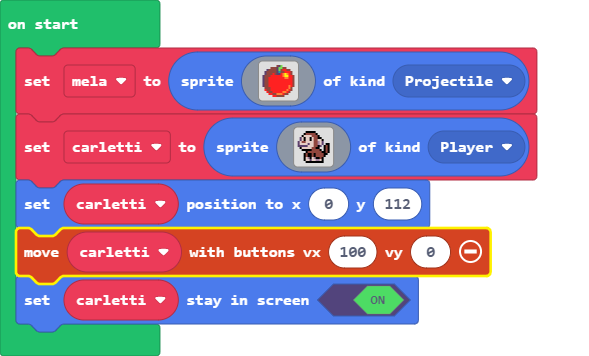 on start
set mela to sprite of kind Projectile
set carletti to sprite of kind Player
set carletti position to x 0 y 112
move carletti with buttons vx 100 vy 0
set carletti stay in screen ON